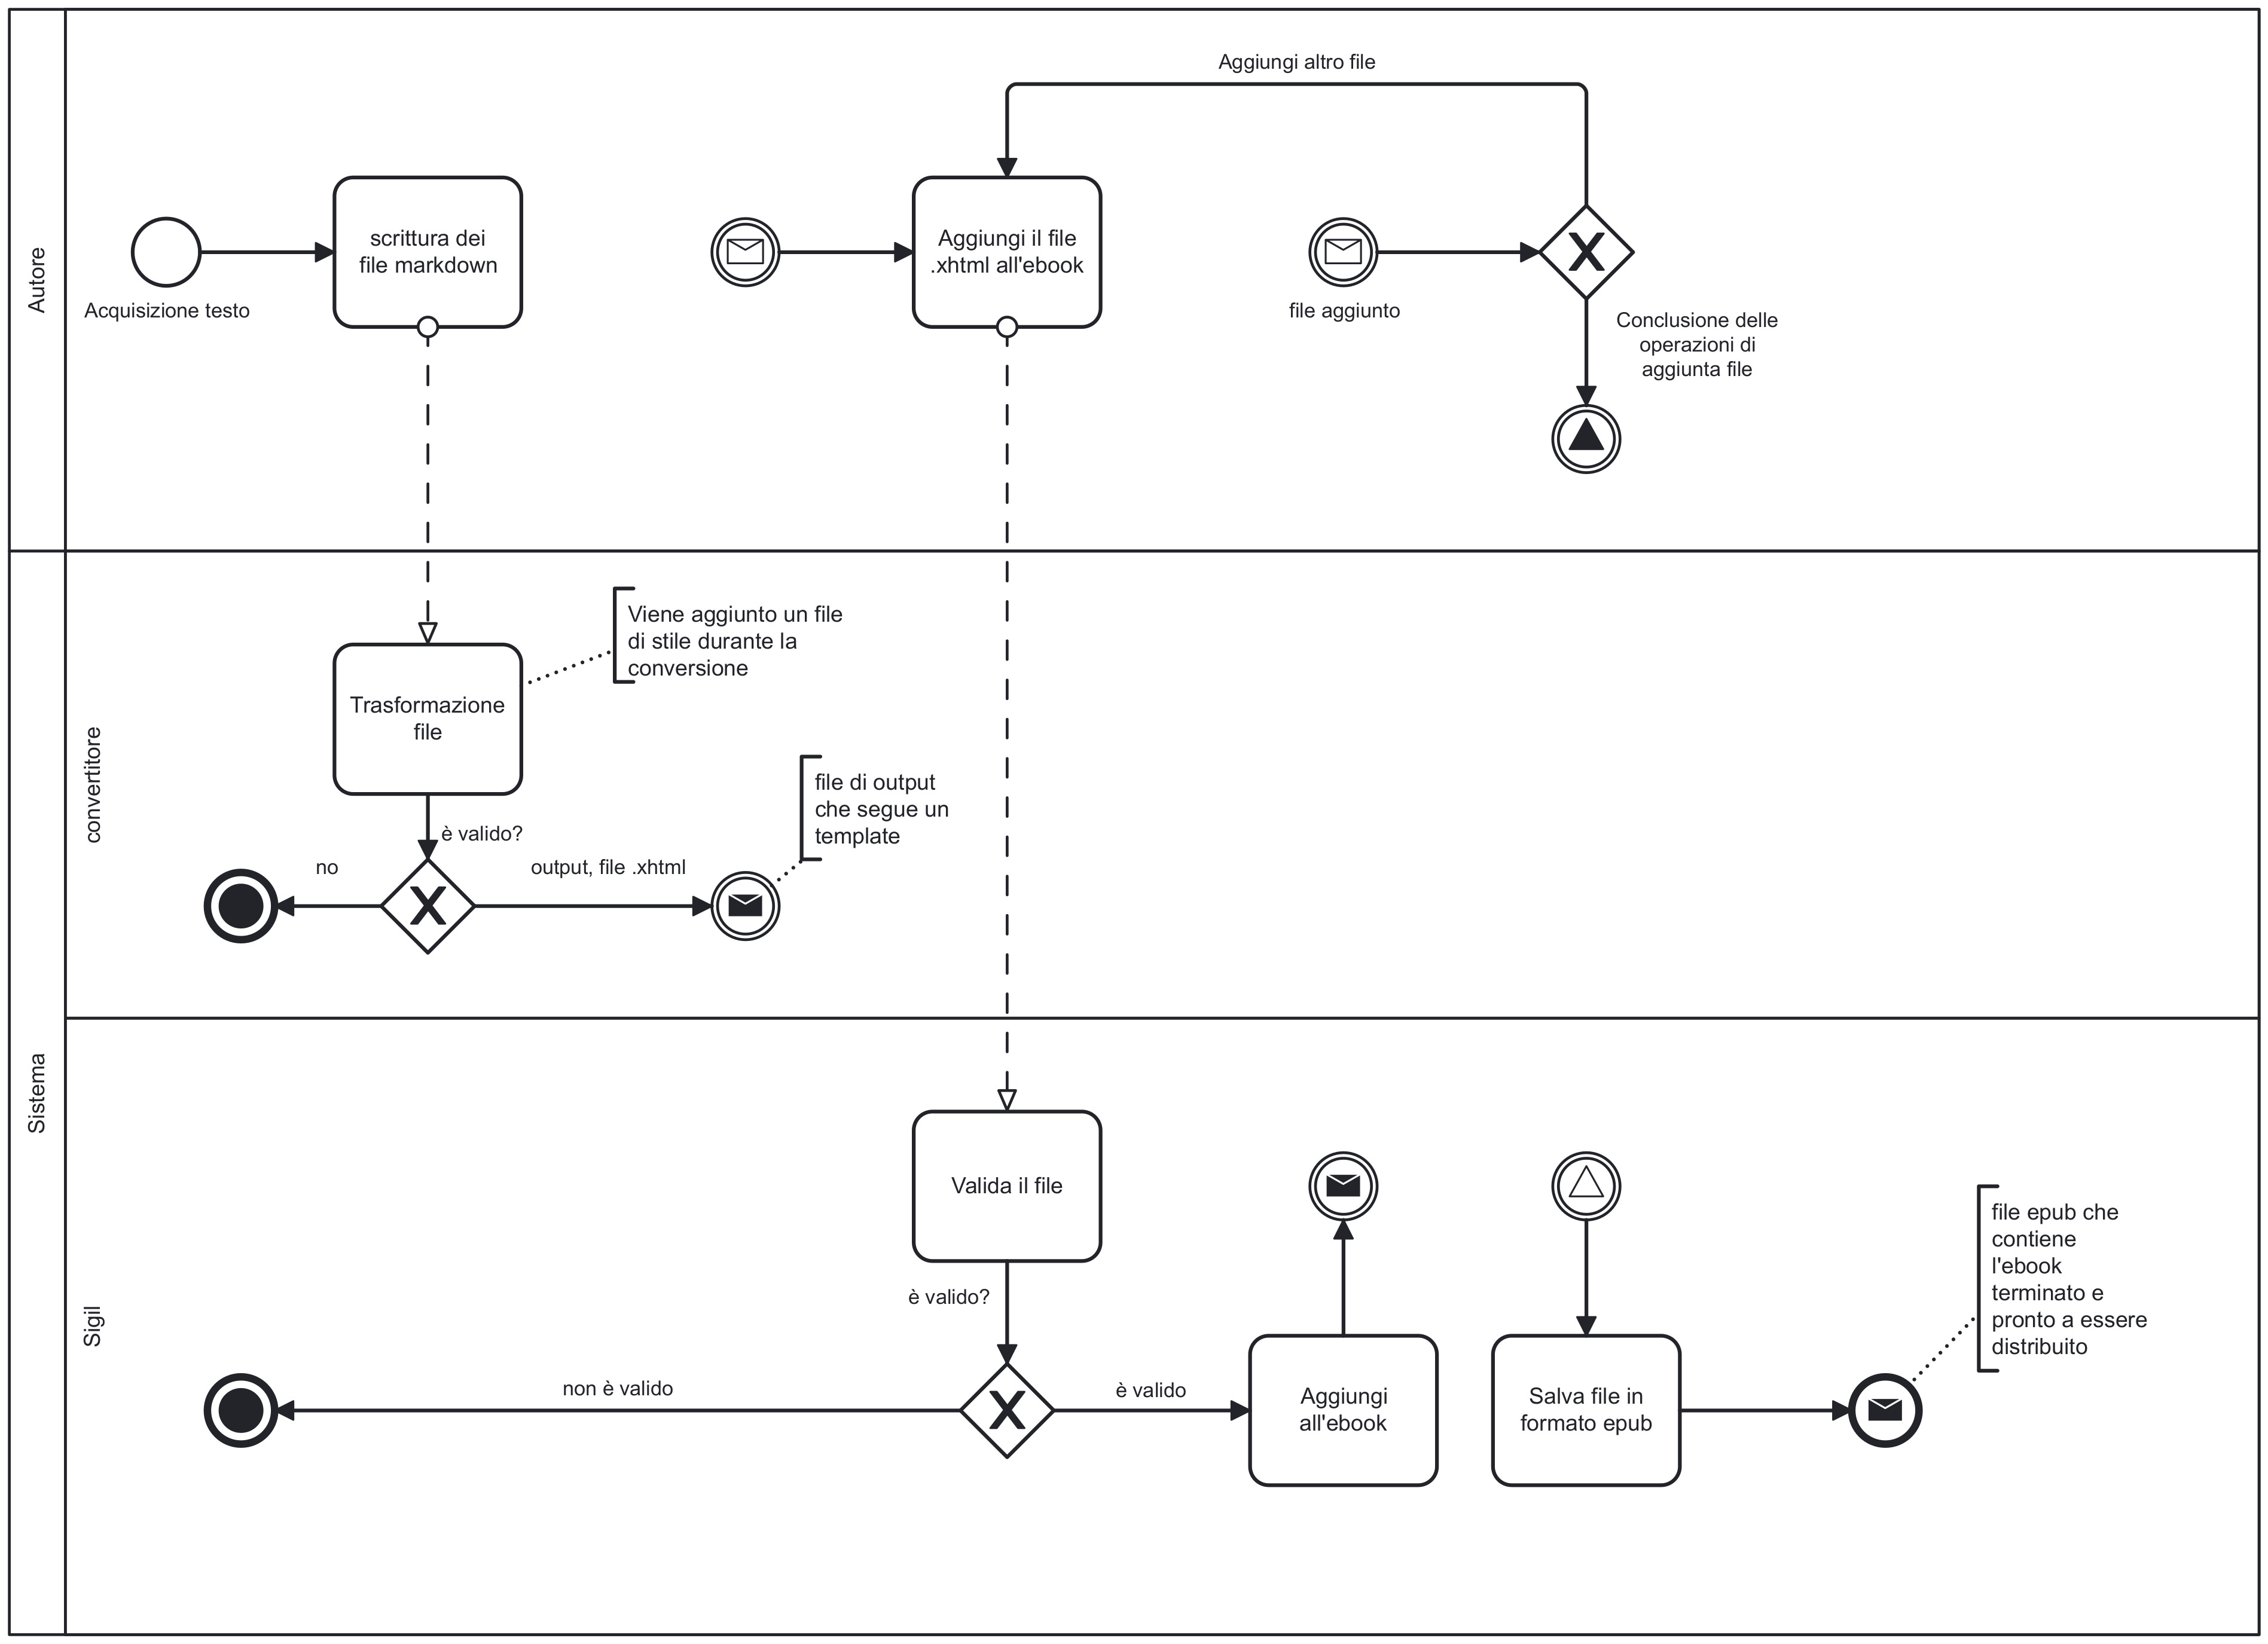 Aggiungi altro file
Autore
scrittura dei
file markdown
Aggiungi il file
.xhtml all'ebook
Acquisizione testo
file aggiunto
Conclusione delle
operazioni di
aggiunta file
Sistema
convertitore
Viene aggiunto un file
di stile durante la
conversione
Trasformazione
file
file di output
che segue un
template
è valido?
no
output, file .xhtml
Sigil
Valida il file
file epub che
contiene
l'ebook
terminato e
pronto a essere
distribuito
è valido?
non è valido
è valido
Aggiungi
all'ebook
Salva file in
formato epub